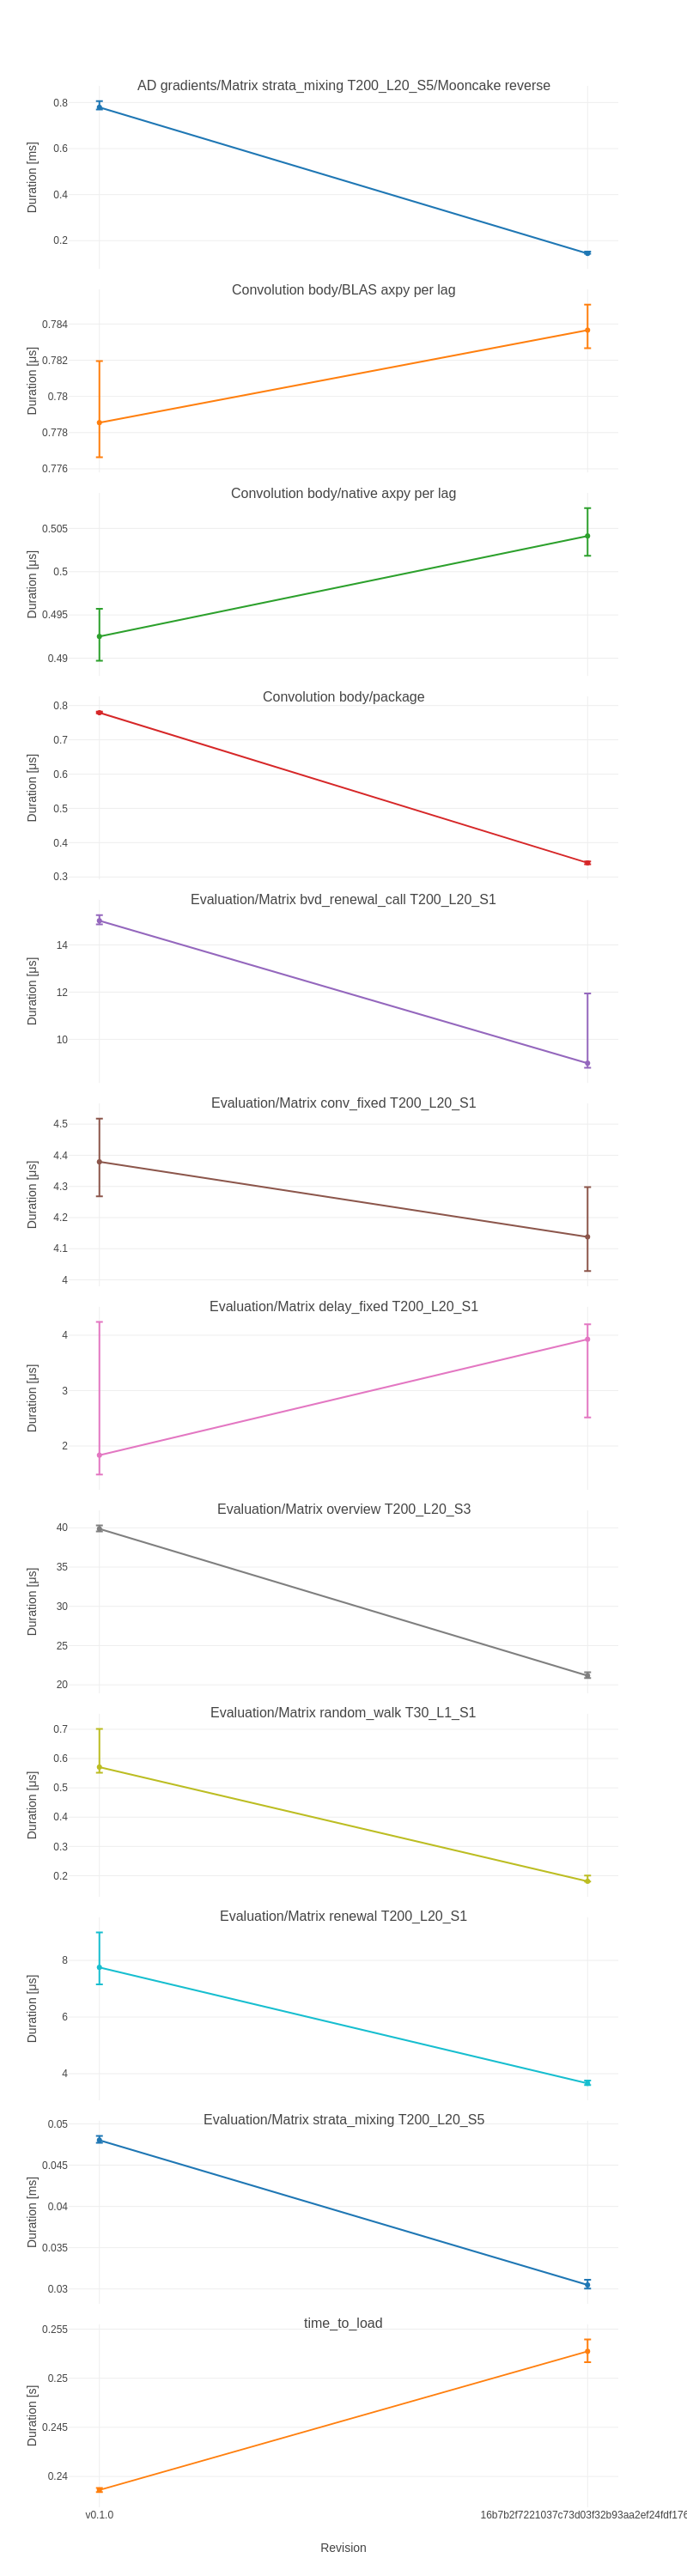 AD gradients/Matrix strata_mixing T200_L20_S5/Mooncake reverse
0.8
0.6
0.4
0.2
Duration [ms]
Convolution body/BLAS axpy per lag
0.784
0.782
0.78
0.778
0.776
Duration [μs]
Convolution body/native axpy per lag
0.505
0.5
0.495
0.49
Duration [μs]
Convolution body/package
0.8
0.7
0.6
0.5
0.4
0.3
Duration [μs]
Evaluation/Matrix bvd_renewal_call T200_L20_S1
14
12
10
Duration [μs]
Evaluation/Matrix conv_fixed T200_L20_S1
4.5
4.4
4.3
4.2
4.1
4
Duration [μs]
Evaluation/Matrix delay_fixed T200_L20_S1
4
3
2
Duration [μs]
Evaluation/Matrix overview T200_L20_S3
40
35
30
25
20
Duration [μs]
Evaluation/Matrix random_walk T30_L1_S1
0.7
0.6
0.5
0.4
0.3
0.2
Duration [μs]
Evaluation/Matrix renewal T200_L20_S1
8
6
4
Duration [μs]
Evaluation/Matrix strata_mixing T200_L20_S5
0.05
0.045
0.04
0.035
0.03
Duration [ms]
time_to_load
0.255
0.25
0.245
0.24
Duration [s]
v0.1.0
16b7b2f7221037c73d03f32b93aa2ef24fdf176
Revision